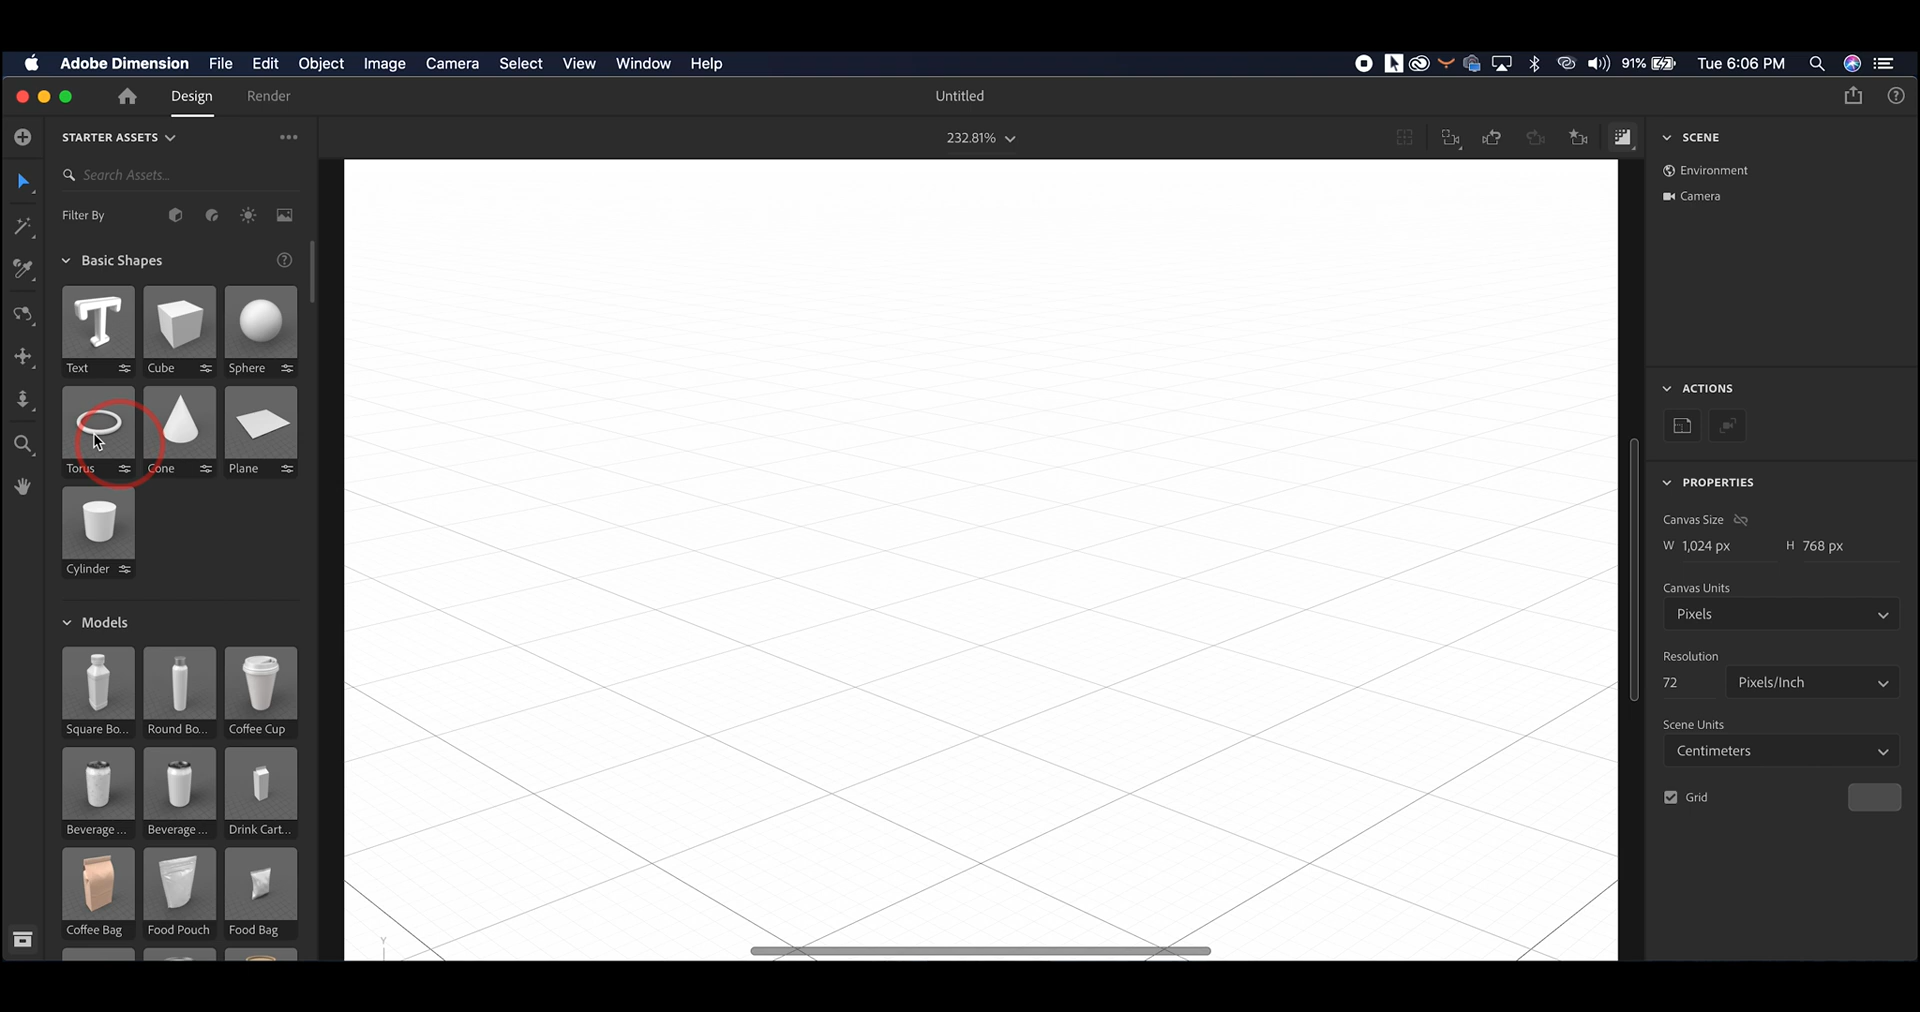 Adobe Dimension File Edit Object Image Camera Select View Window Help 91% Tue 6:06 PM
Design Render Untitled
STARTER ASSETS
232.81%
Search Assets...
Filter By
Basic Shapes
Text Cube Sphere
Torus Cone Plane
Cylinder
Models
Square Bo... Round Bo... Coffee Cup
Beverage ... Beverage ... Drink Cart...
Coffee Bag Food Pouch Food Bag
Y
SCENE
Environment
Camera
ACTIONS
PROPERTIES
Canvas Size
W 1,024 px H 768 px
Canvas Units
Pixels
Resolution
72 Pixels/Inch
Scene Units
Centimeters
Grid